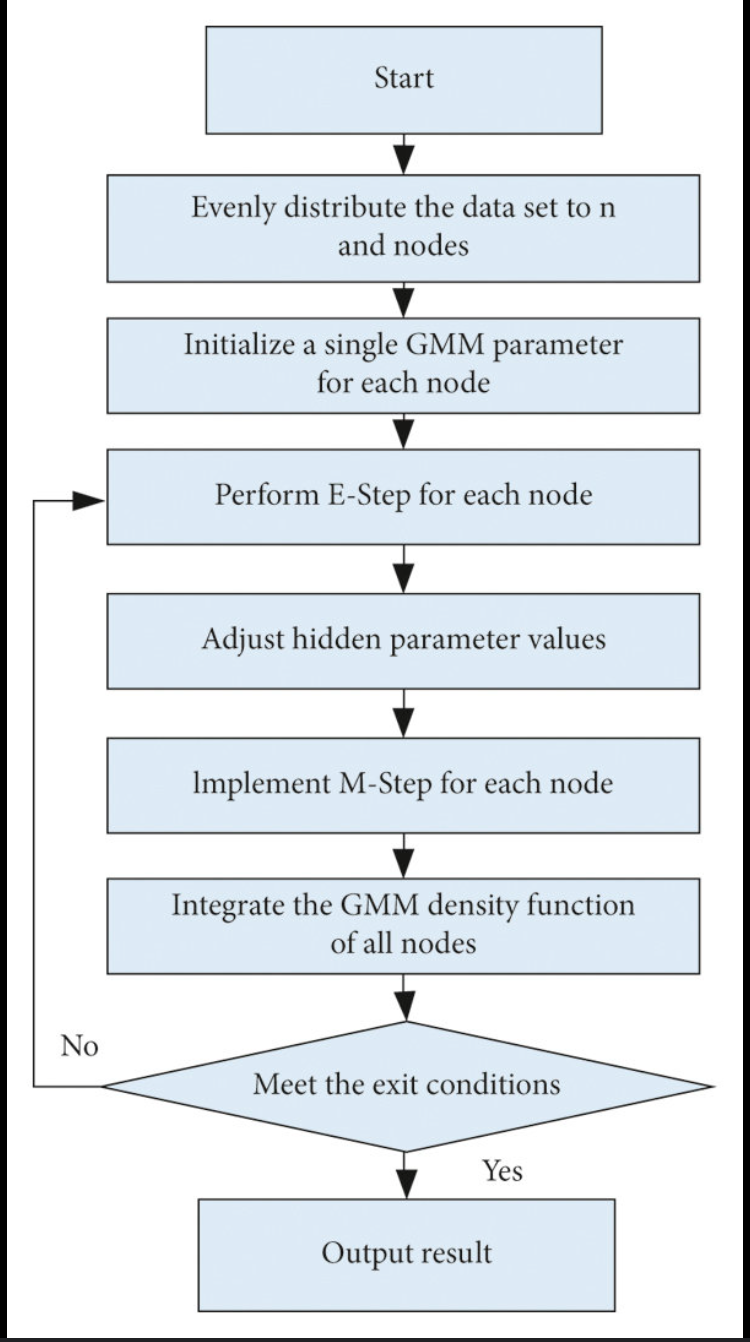 Start
Evenly distribute the data set to n
and nodes
Initialize a single GMM parameter
for each node
Perform E-Step for each node
Adjust hidden parameter values
Implement M-Step for each node
Integrate the GMM density function
of all nodes
No
Meet the exit conditions
Yes
Output result